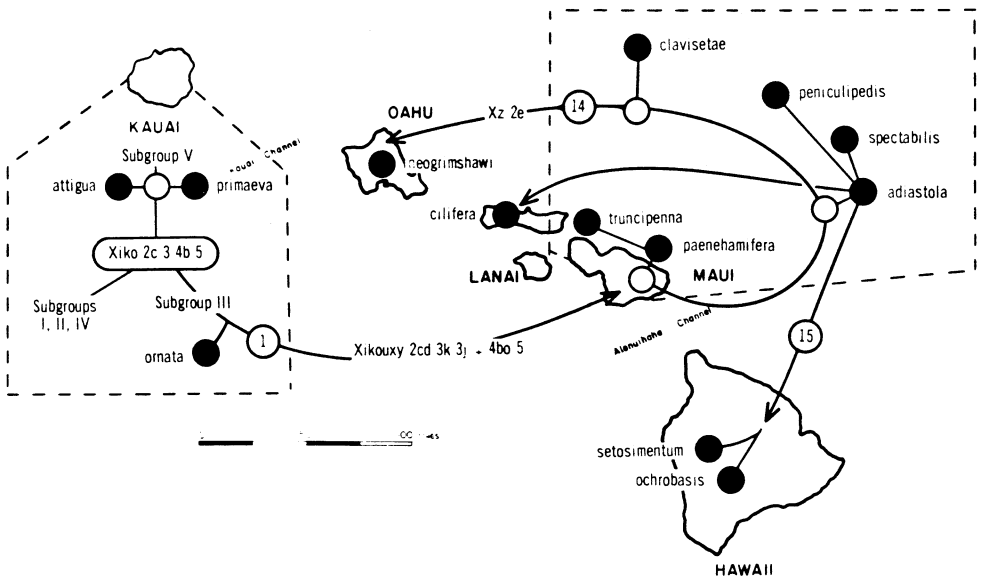 KAUAI
Subgroup V
Channel
attigua
primaeva
Xiko 2c 3 4b 5
Subgroups
I, II, IV
Subgroup III
ornata
1
Xikouxy 2cd 3k 3j + 4bo 5
OAHU
neogrimshawi
Xz 2e
14
clavisetae
peniculipedis
spectabilis
adiastola
cilifera
truncipenna
paenehamifera
LANAI
MAUI
Alenuihaha Channel
15
setosimentum
ochrobasis
HAWAII